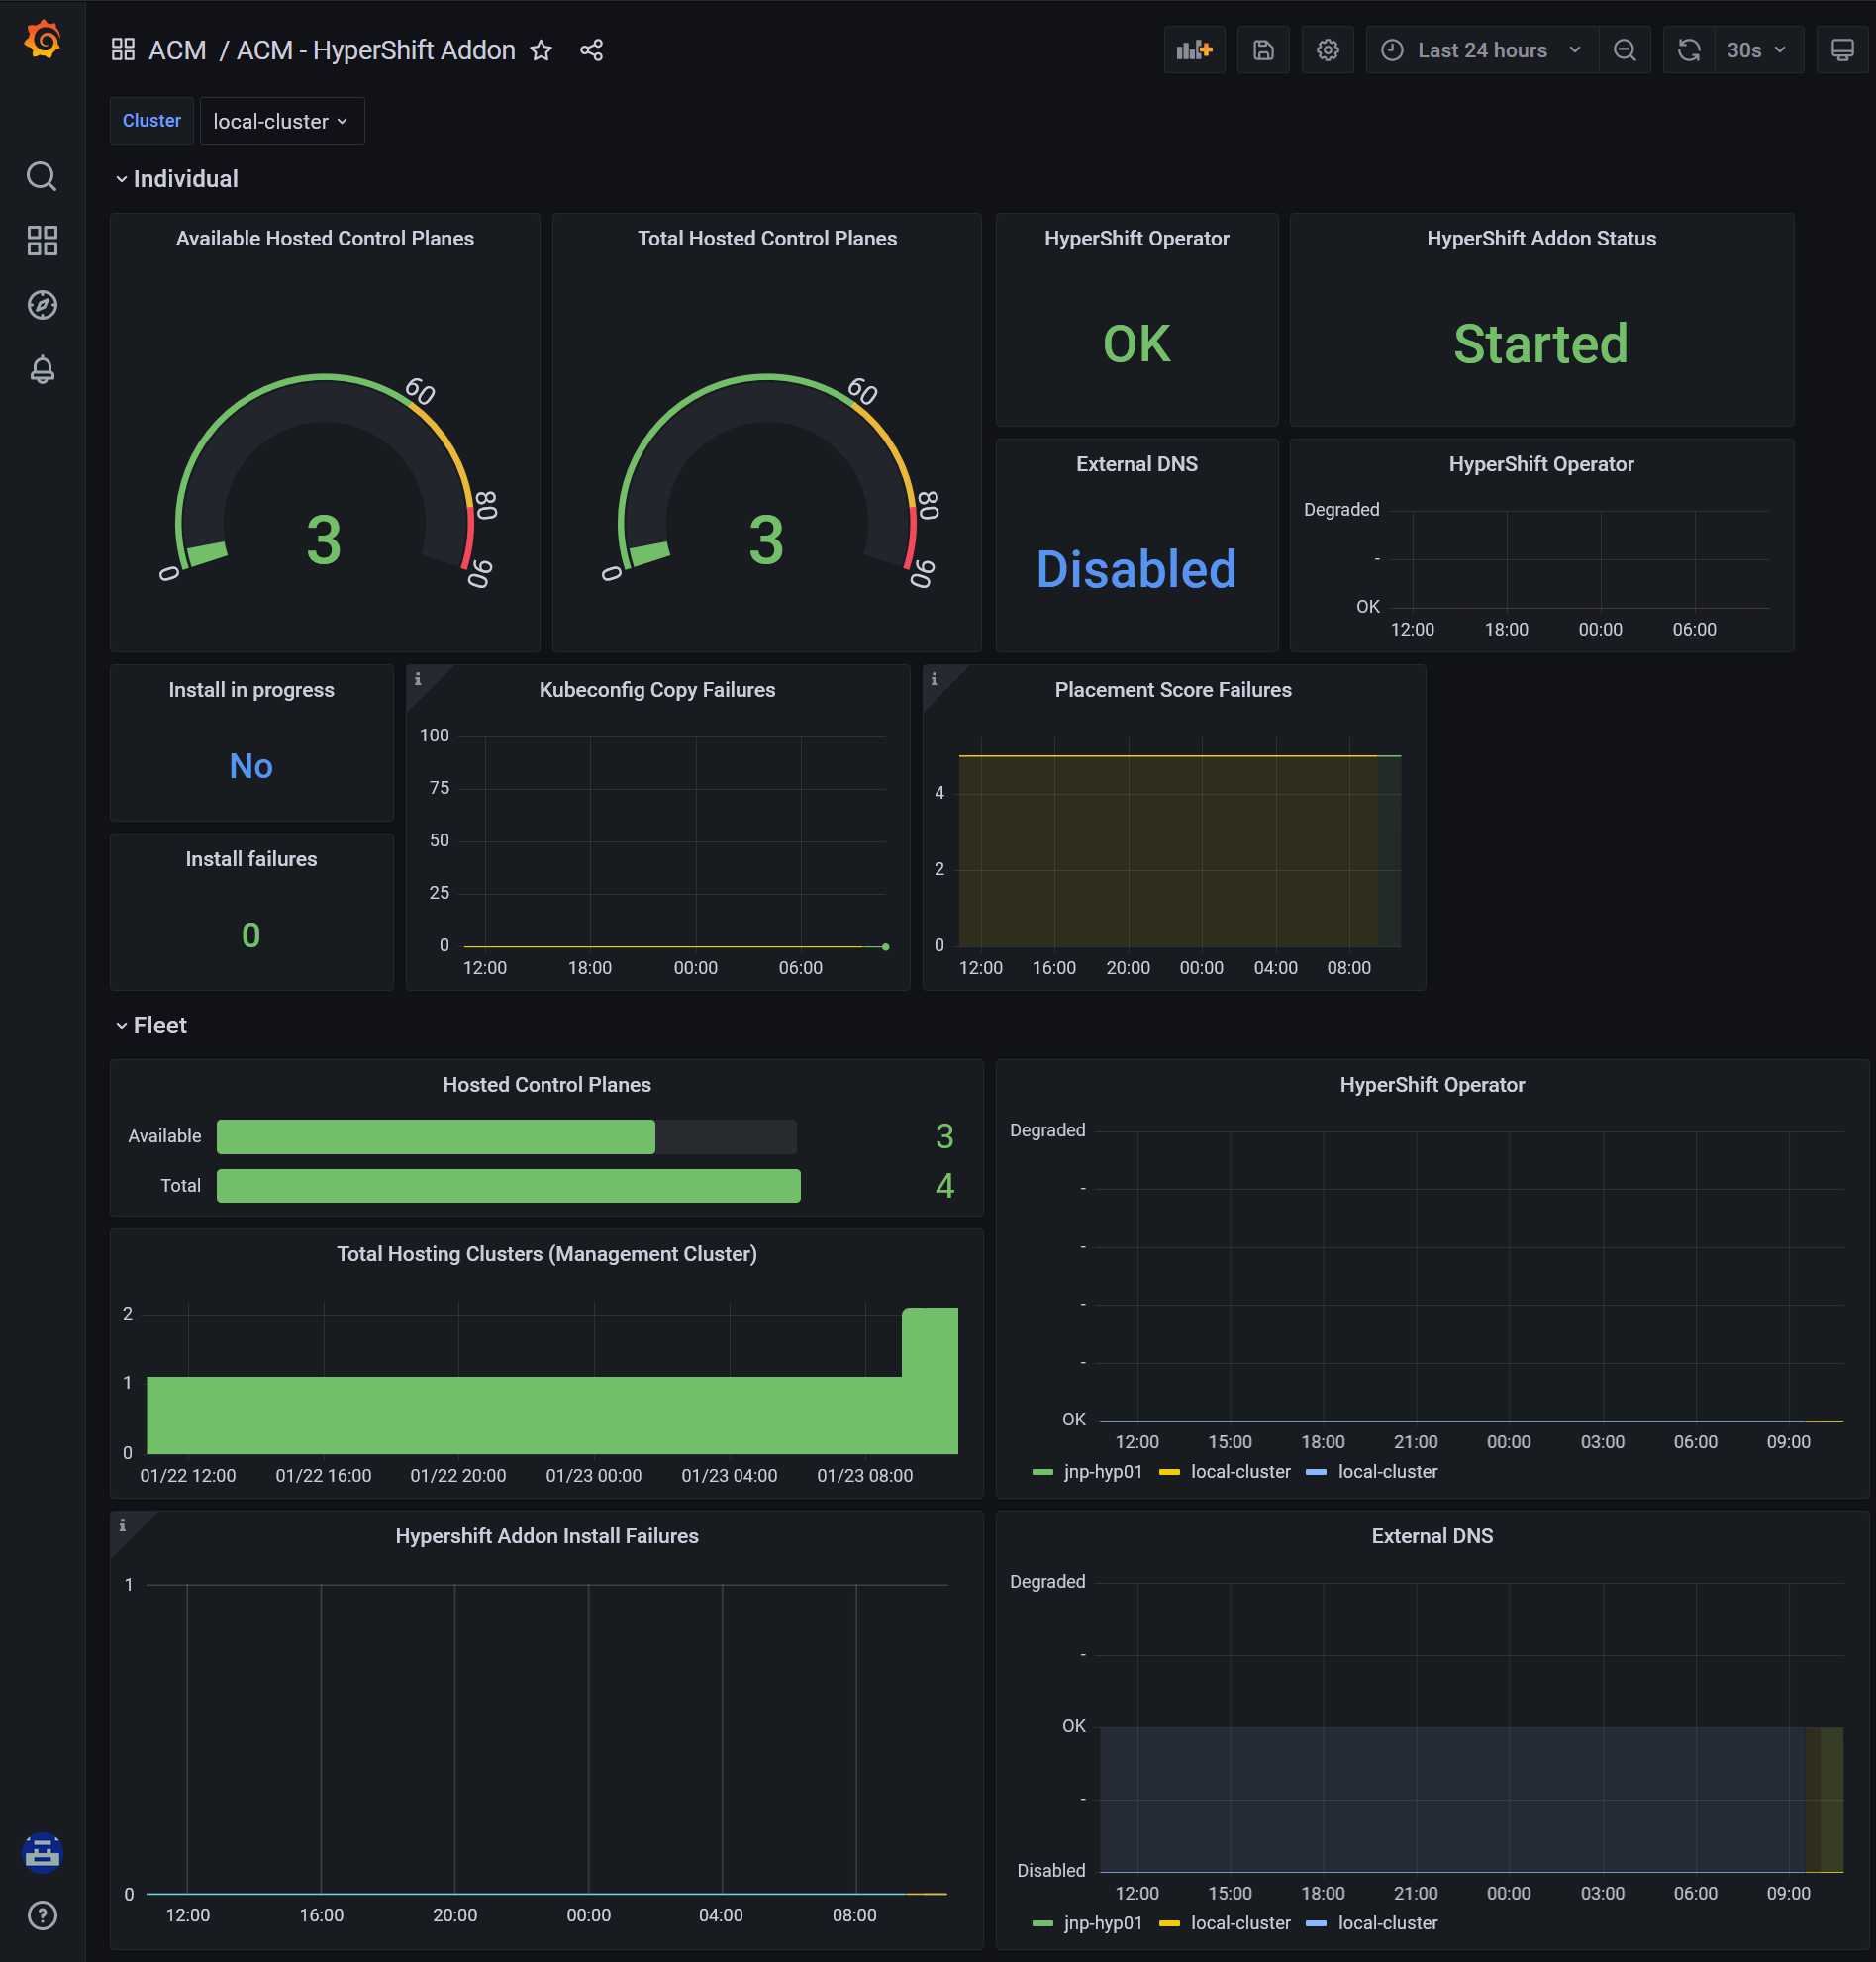 ACM / ACM - HyperShift Addon
Last 24 hours
30s
Cluster
local-cluster
Individual
Available Hosted Control Planes
0
60
80
90
3
Total Hosted Control Planes
0
60
80
90
3
HyperShift Operator
OK
HyperShift Addon Status
Started
External DNS
Disabled
HyperShift Operator
Degraded
-
OK
12:00 18:00 00:00 06:00
Install in progress
No
Install failures
0
Kubeconfig Copy Failures
100
75
50
25
0
12:00 18:00 00:00 06:00
Placement Score Failures
4
2
0
12:00 16:00 20:00 00:00 04:00 08:00
Fleet
Hosted Control Planes
Available 3
Total 4
HyperShift Operator
Degraded
-
-
-
-
OK
12:00 15:00 18:00 21:00 00:00 03:00 06:00 09:00
jnp-hyp01 local-cluster local-cluster
Total Hosting Clusters (Management Cluster)
2
1
0
01/22 12:00 01/22 16:00 01/22 20:00 01/23 00:00 01/23 04:00 01/23 08:00
Hypershift Addon Install Failures
1
0
12:00 16:00 20:00 00:00 04:00 08:00
External DNS
Degraded
-
OK
-
Disabled
12:00 15:00 18:00 21:00 00:00 03:00 06:00 09:00
jnp-hyp01 local-cluster local-cluster